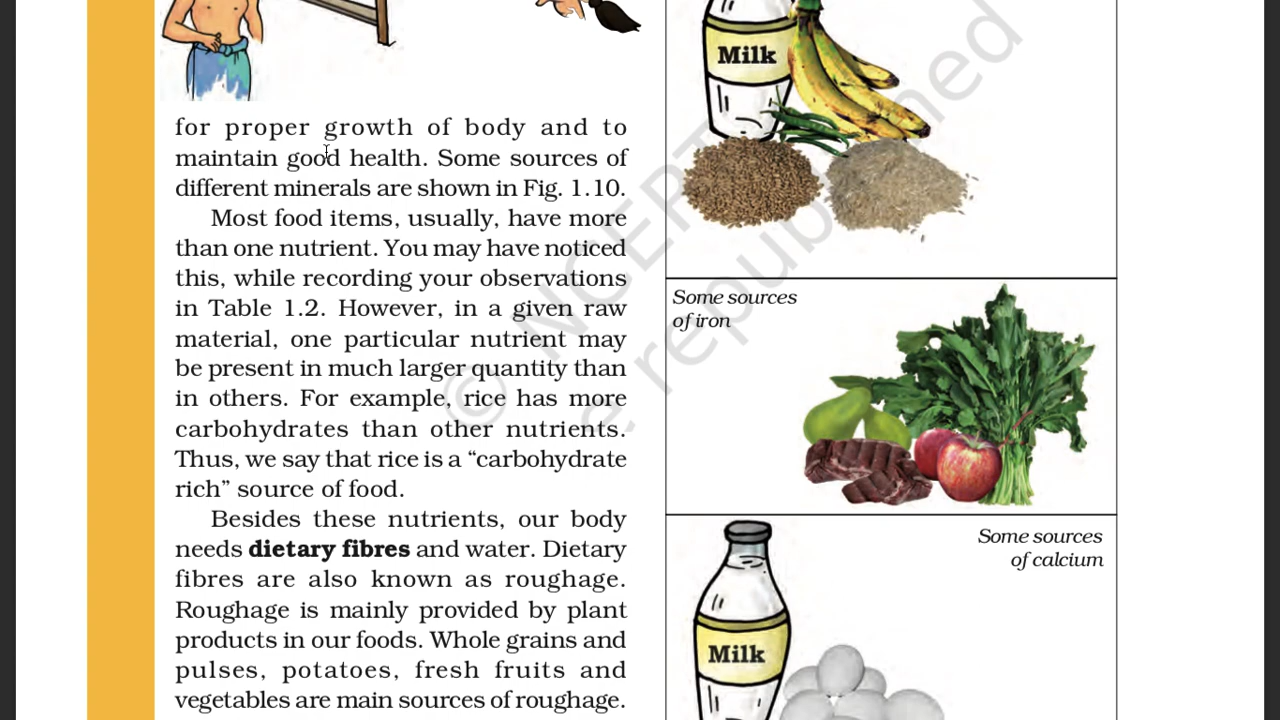 for proper growth of body and to
maintain good health. Some sources of
different minerals are shown in Fig. 1.10.
Most food items, usually, have more
than one nutrient. You may have noticed
this, while recording your observations
in Table 1.2. However, in a given raw
material, one particular nutrient may
be present in much larger quantity than
in others. For example, rice has more
carbohydrates than other nutrients.
Thus, we say that rice is a “carbohydrate
rich” source of food.
Besides these nutrients, our body
needs dietary fibres and water. Dietary
fibres are also known as roughage.
Roughage is mainly provided by plant
products in our foods. Whole grains and
pulses, potatoes, fresh fruits and
vegetables are main sources of roughage.
Milk
Some sources
of iron
Some sources
of calcium
Milk
© NCERT
republished